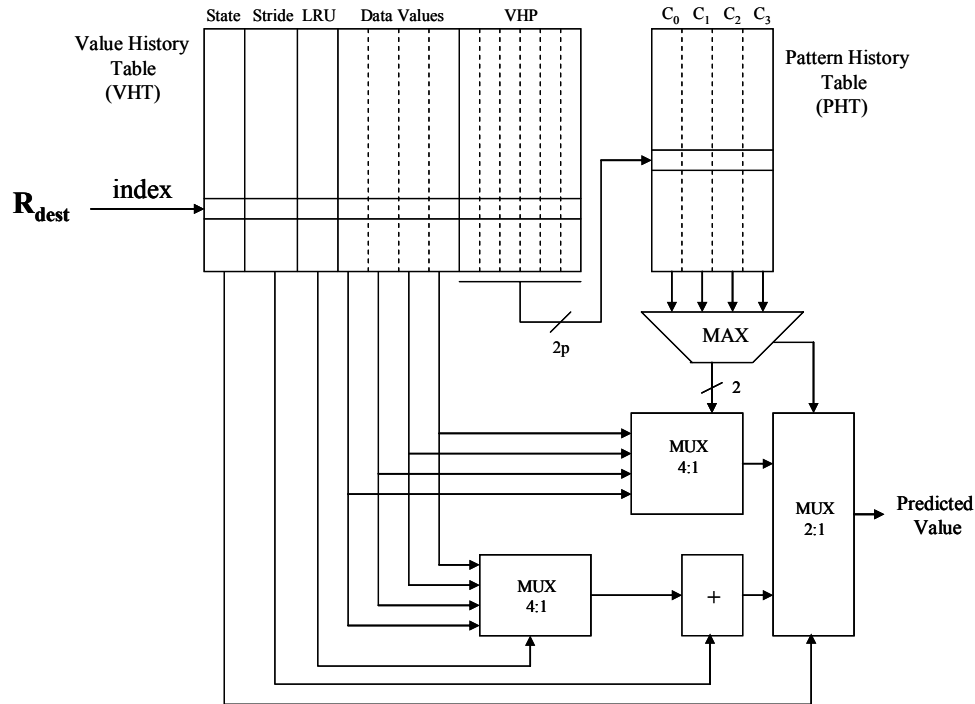 State Stride LRU Data Values VHP
C0 C1 C2 C3
Value History
Table
(VHT)
Pattern History
Table
(PHT)
Rdest
index
2p
MAX
2
MUX
4:1
MUX
2:1
Predicted
Value
MUX
4:1
+